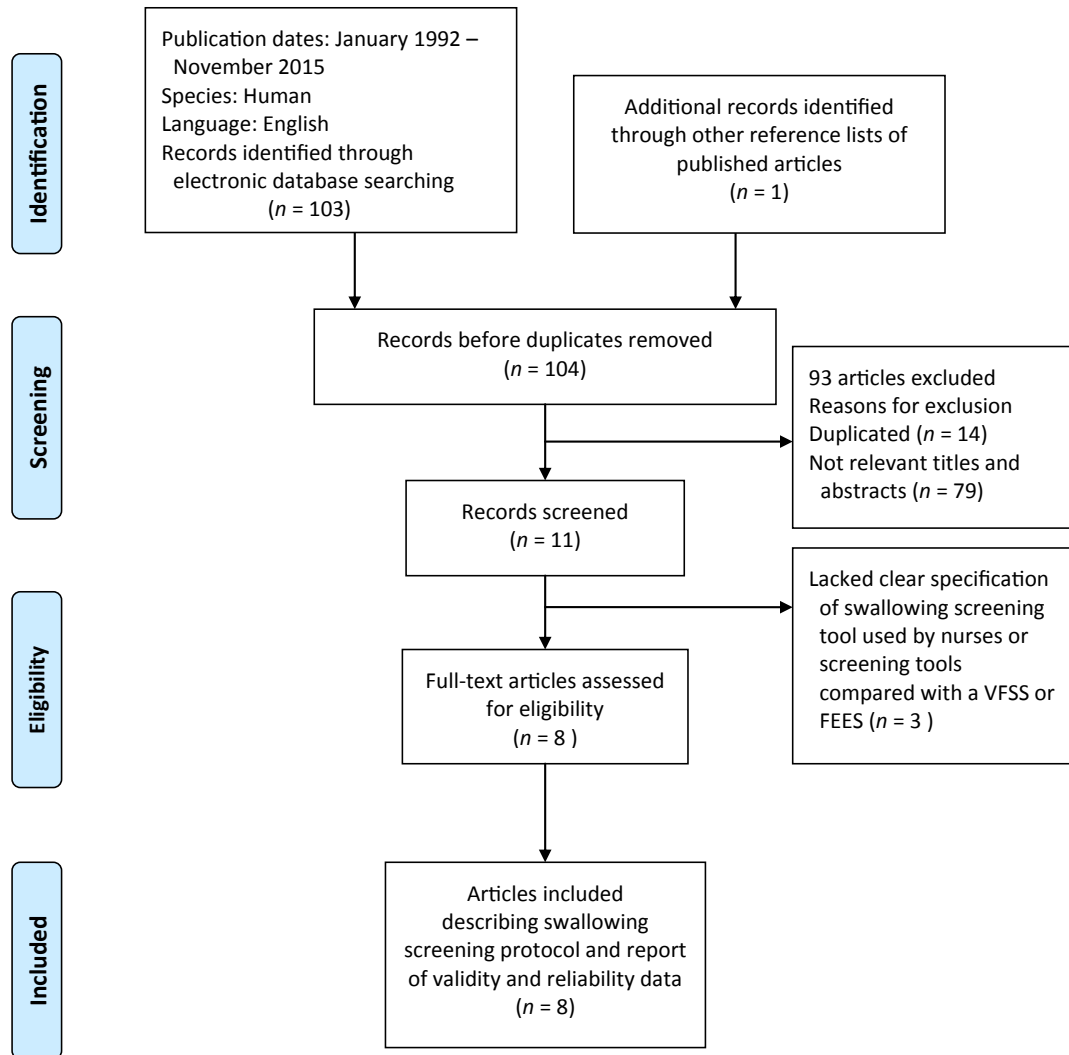 Identification
Publication dates: January 1992 –
November 2015
Species: Human
Language: English
Records identified through
electronic database searching
(n = 103)
Additional records identified
through other reference lists of
published articles
(n = 1)
Screening
Records before duplicates removed
(n = 104)
93 articles excluded
Reasons for exclusion
Duplicated (n = 14)
Not relevant titles and
abstracts (n = 79)
Records screened
(n = 11)
Eligibility
Lacked clear specification
of swallowing screening
tool used by nurses or
screening tools
compared with a VFSS or
FEES (n = 3 )
Full-text articles assessed
for eligibility
(n = 8 )
Included
Articles included
describing swallowing
screening protocol and report
of validity and reliability data
(n = 8)